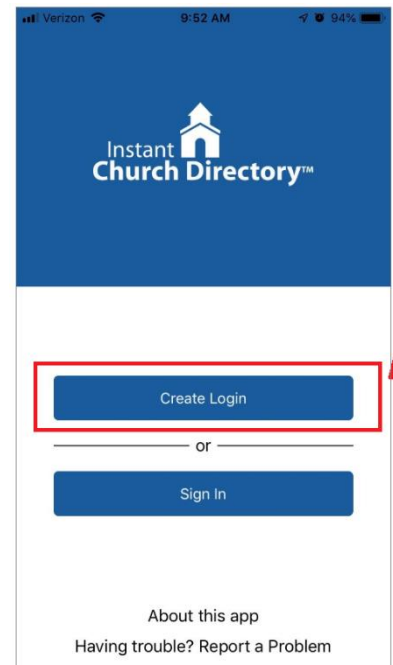 Verizon 9:52 AM 94%
Instant
Church Directory™
Create Login
or
Sign In
About this app
Having trouble? Report a Problem